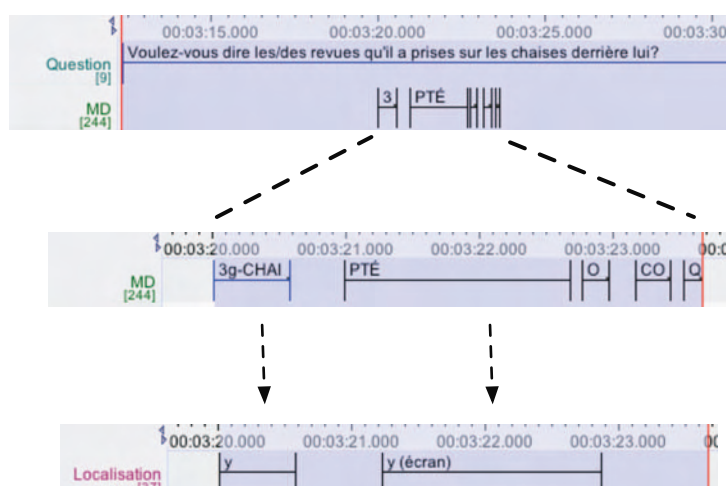 00:03:15.000 00:03:20.000 00:03:25.000 00:03:30
Question Voulez-vous dire les/des revues qu'il a prises sur les chaises derrière lui?
[9]
MD 3 PTÉ
[244]
00:03:20.000 00:03:21.000 00:03:22.000 00:03:23.000 00:0
MD 3g-CHAI PTÉ O CO Q
[244]
00:03:20.000 00:03:21.000 00:03:22.000 00:03:23.000
Localisation y y (écran)